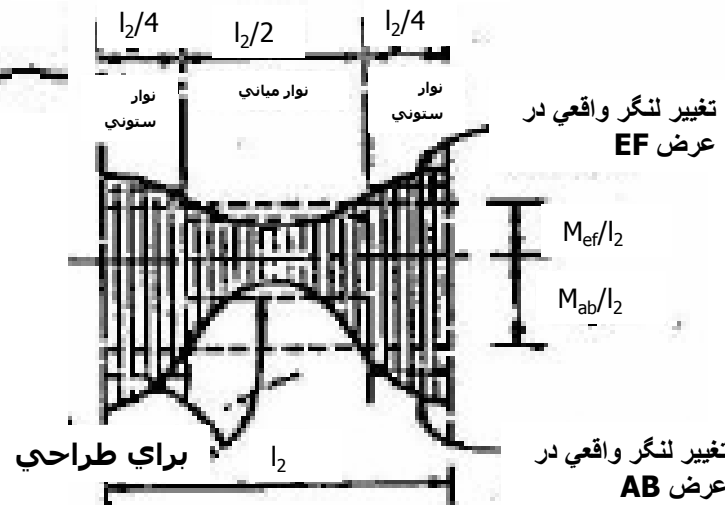 l2/4
l2/2
l2/4
نوار
ستوني
نوار مياني
نوار
ستوني
تغيير لنگر واقعي در
عرض EF
Mef/l2
Mab/l2
براي طراحي
l2
تغيير لنگر واقعي در
عرض AB